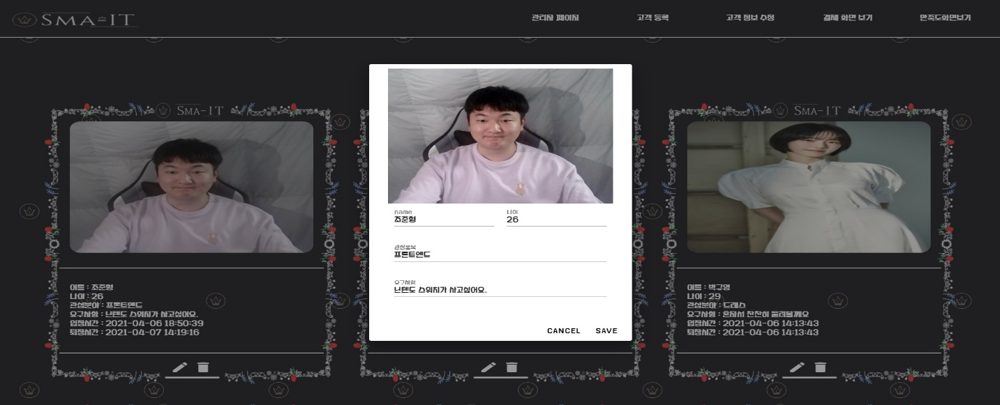 SMA-IT
관리자 페이지
고객 등록
고객 정보 수정
결제 화면 보기
만족도화면보기
SMA-IT
이름 : 조준형
나이 : 26
관심분야 : 프론트엔드
요구사항 : 닌텐도 스위치가 사고싶어요.
입장시간 : 2021-04-06 18:50:39
퇴장시간 : 2021-04-07 14:19:16
name
조준형
나이
26
관심종목
프론트엔드
요구사항
닌텐도 스위치가 사고싶어요.
CANCEL
SAVE
SMA-IT
이름 : 박구영
나이 : 29
관심분야 : 드레스
요구사항 : 혼자서 찬찬히 둘러볼께요
입장시간 : 2021-04-06 14:13:43
퇴장시간 : 2021-04-06 14:13:43